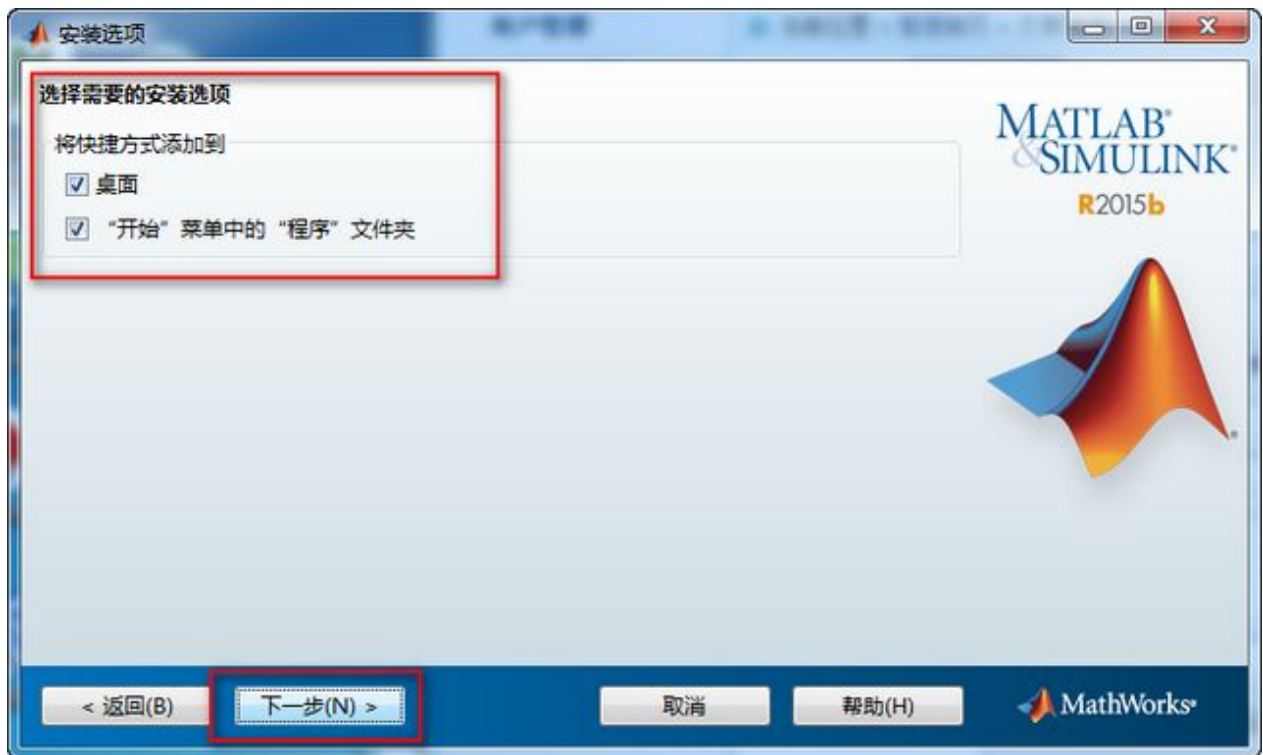 安装选项
选择需要的安装选项
将快捷方式添加到
桌面
“开始”菜单中的“程序”文件夹
MATLAB®
&SIMULINK®
R2015b
< 返回(B)
下一步(N) >
取消
帮助(H)
MathWorks®